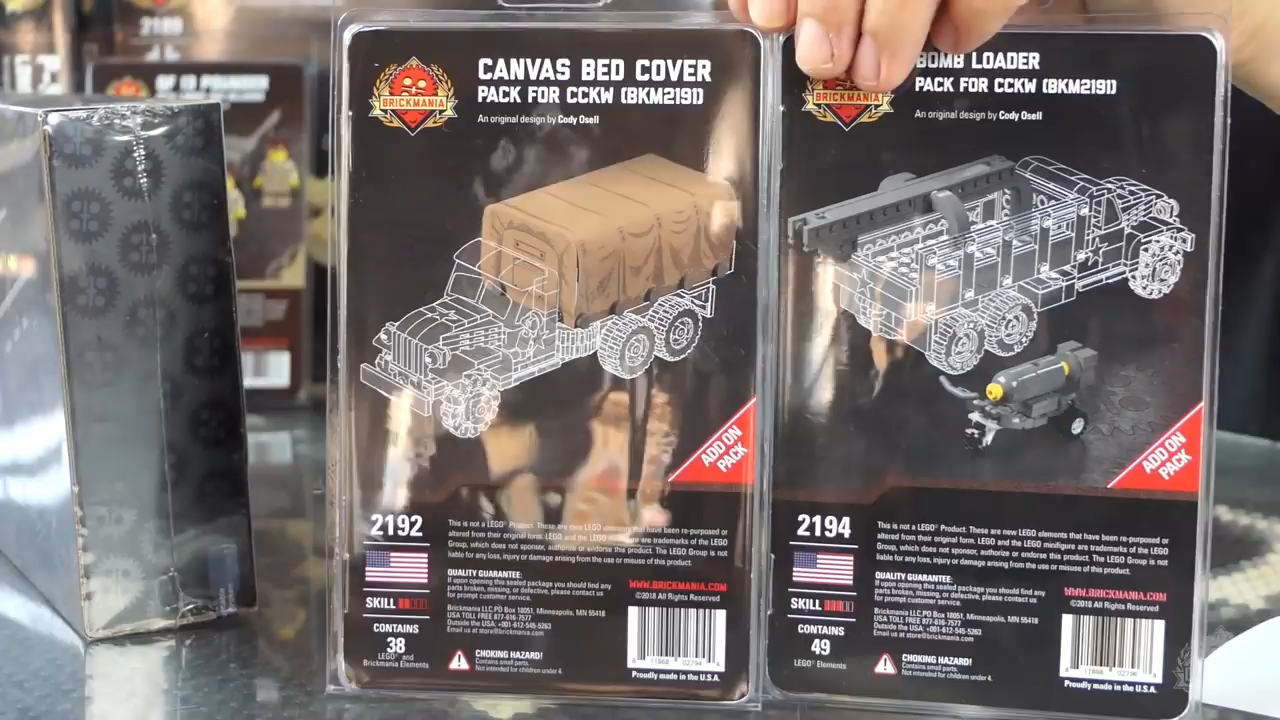 2189
CANVAS BED COVER
PACK FOR CCKW (BKM2191)
An original design by Cody Osell
BRICKMANIA
ADD ON
PACK
2192
This is not a LEGO® Product. These are new LEGO elements that have been re-purposed or
altered from their original form. LEGO and the LEGO minifigure are trademarks of the LEGO
Group, which does not sponsor, authorize or endorse this product. The LEGO Group is not
liable for any loss, injury or damage arising from the use or misuse of this product.
QUALITY GUARANTEE:
If upon opening this sealed package you should find any
parts broken, missing, or defective, please contact us
for prompt customer service.
WWW.BRICKMANIA.COM
©2018 All Rights Reserved
SKILL
Brickmania LLC, PO Box 18051, Minneapolis, MN 55418
USA TOLL FREE 877-616-7577
Outside the USA: +001-612-545-5263
Email us at store@brickmania.com
CONTAINS
38
LEGO® and
Brickmania Elements
CHOKING HAZARD!
Contains small parts.
Not intended for children under 4.
Proudly made in the U.S.A.
BOMB LOADER
PACK FOR CCKW (BKM2191)
An original design by Cody Osell
BRICKMANIA
ADD ON
PACK
2194
This is not a LEGO® Product. These are new LEGO elements that have been re-purposed or
altered from their original form. LEGO and the LEGO minifigure are trademarks of the LEGO
Group, which does not sponsor, authorize or endorse this product. The LEGO Group is not
liable for any loss, injury or damage arising from the use or misuse of this product.
QUALITY GUARANTEE:
If upon opening this sealed package you should find any
parts broken, missing, or defective, please contact us
for prompt customer service.
WWW.BRICKMANIA.COM
©2018 All Rights Reserved
SKILL
Brickmania LLC, PO Box 18051, Minneapolis, MN 55418
USA TOLL FREE 877-616-7577
Outside the USA: +001-612-545-5263
Email us at store@brickmania.com
CONTAINS
49
LEGO® Elements
CHOKING HAZARD!
Contains small parts.
Not intended for children under 4.
Proudly made in the U.S.A.